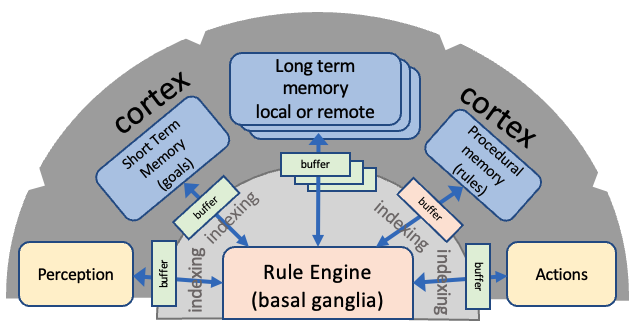 cortex
Long term
memory
local or remote
cortex
Short Term
Memory
(goals)
Procedural
memory
(rules)
buffer
buffer
buffer
indexing
indexing
Perception
buffer
indexing
Rule Engine
(basal ganglia)
indexing
buffer
Actions